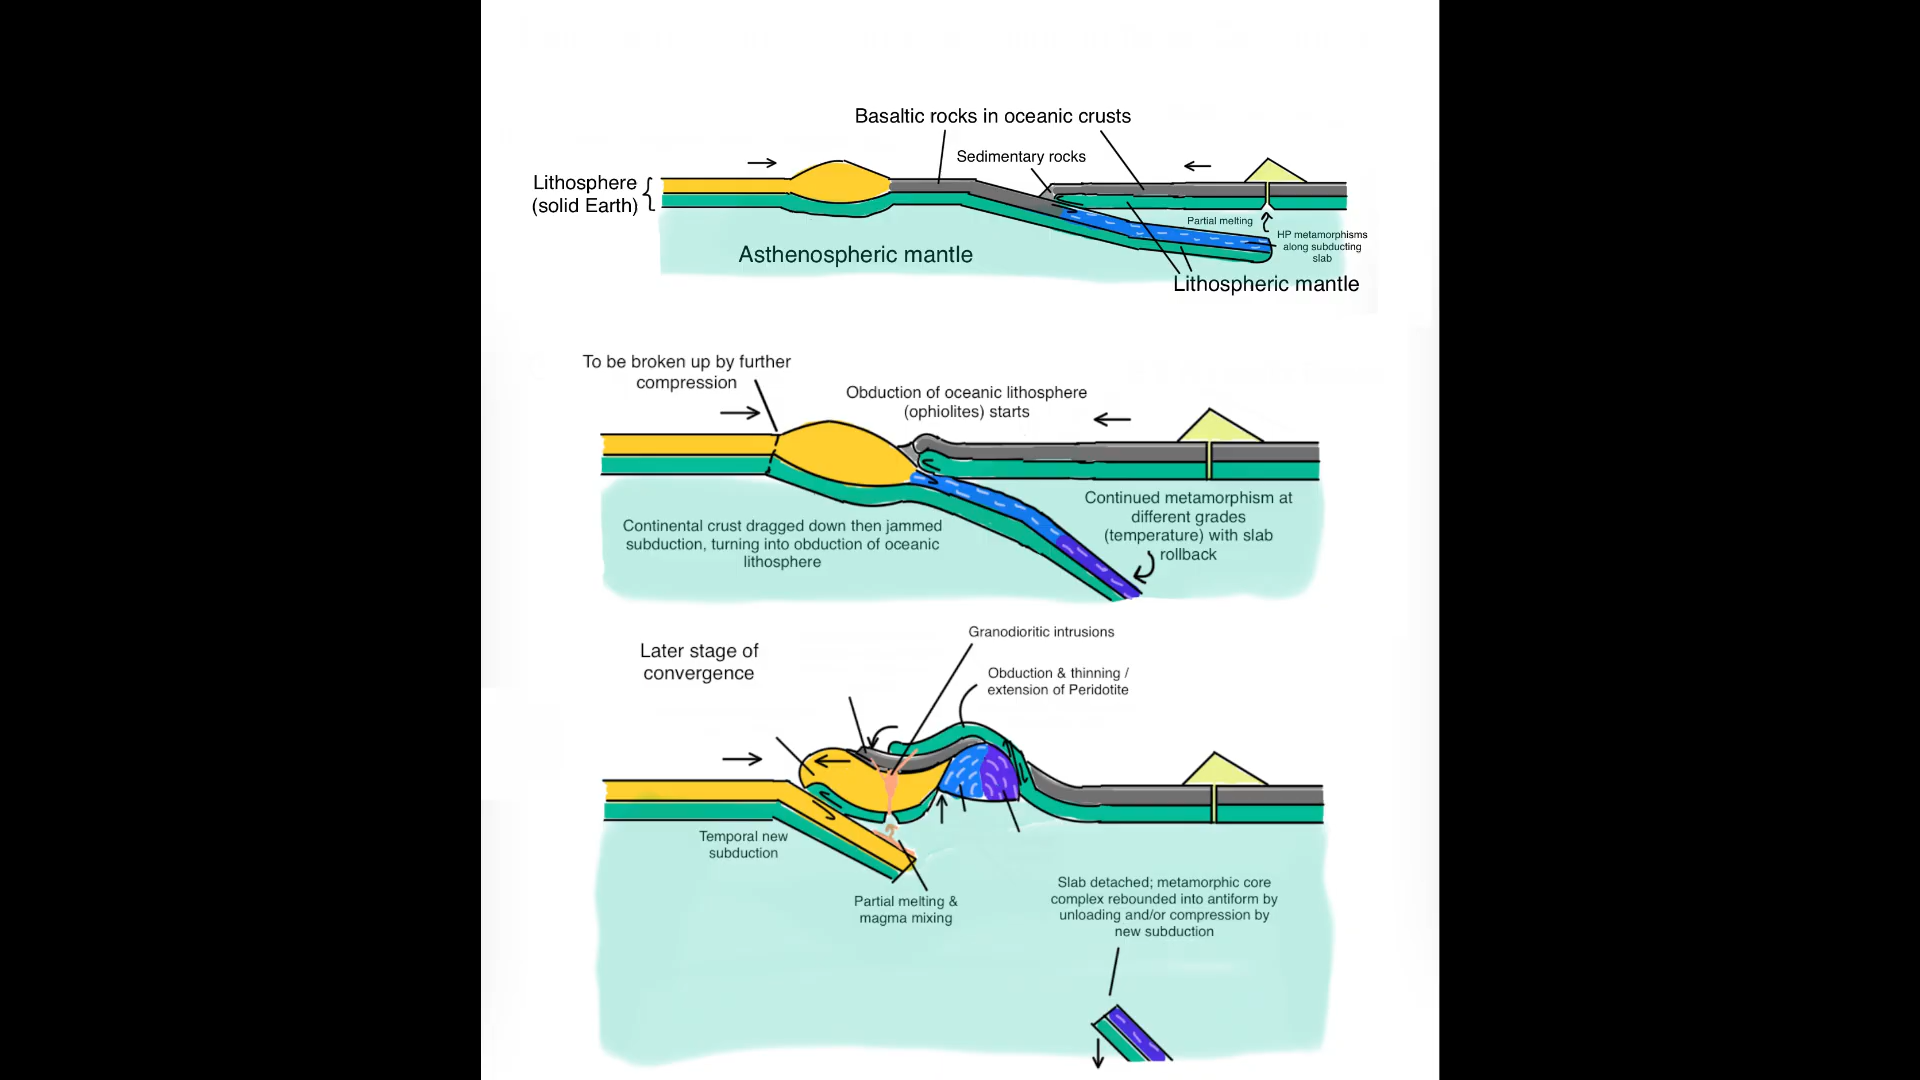 Basaltic rocks in oceanic crusts
Sedimentary rocks
Lithosphere
(solid Earth)
Partial melting
HP metamorphisms
along subducting
slab
Asthenospheric mantle
Lithospheric mantle
To be broken up by further
compression
Obduction of oceanic lithosphere
(ophiolites) starts
Continued metamorphism at
different grades
(temperature) with slab
rollback
Continental crust dragged down then jammed
subduction, turning into obduction of oceanic
lithosphere
Later stage of
convergence
Granodioritic intrusions
Obduction & thinning /
extension of Peridotite
Temporal new
subduction
Partial melting &
magma mixing
Slab detached; metamorphic core
complex rebounded into antiform by
unloading and/or compression by
new subduction